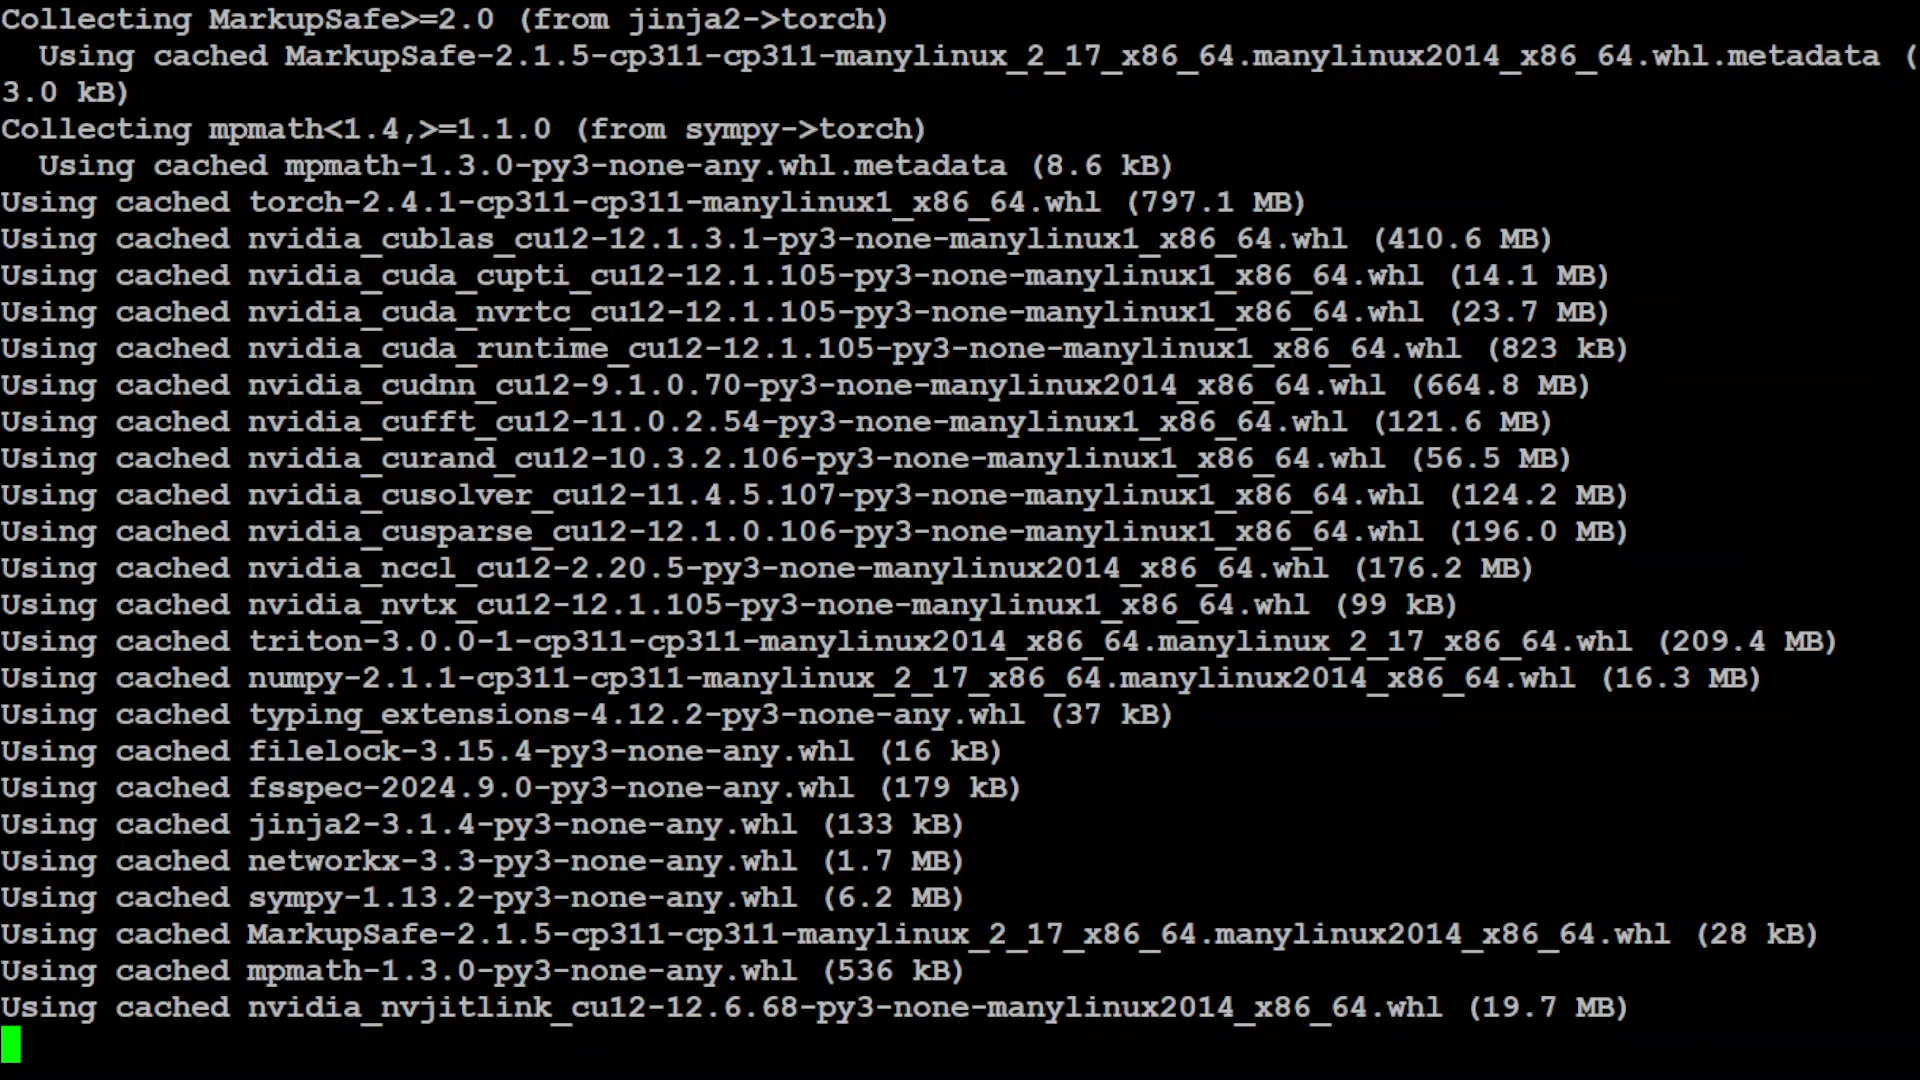 Collecting MarkupSafe>=2.0 (from jinja2->torch)
  Using cached MarkupSafe-2.1.5-cp311-cp311-manylinux_2_17_x86_64.manylinux2014_x86_64.whl.metadata (
3.0 kB)
Collecting mpmath<1.4,>=1.1.0 (from sympy->torch)
  Using cached mpmath-1.3.0-py3-none-any.whl.metadata (8.6 kB)
Using cached torch-2.4.1-cp311-cp311-manylinux1_x86_64.whl (797.1 MB)
Using cached nvidia_cublas_cu12-12.1.3.1-py3-none-manylinux1_x86_64.whl (410.6 MB)
Using cached nvidia_cuda_cupti_cu12-12.1.105-py3-none-manylinux1_x86_64.whl (14.1 MB)
Using cached nvidia_cuda_nvrtc_cu12-12.1.105-py3-none-manylinux1_x86_64.whl (23.7 MB)
Using cached nvidia_cuda_runtime_cu12-12.1.105-py3-none-manylinux1_x86_64.whl (823 kB)
Using cached nvidia_cudnn_cu12-9.1.0.70-py3-none-manylinux2014_x86_64.whl (664.8 MB)
Using cached nvidia_cufft_cu12-11.0.2.54-py3-none-manylinux1_x86_64.whl (121.6 MB)
Using cached nvidia_curand_cu12-10.3.2.106-py3-none-manylinux1_x86_64.whl (56.5 MB)
Using cached nvidia_cusolver_cu12-11.4.5.107-py3-none-manylinux1_x86_64.whl (124.2 MB)
Using cached nvidia_cusparse_cu12-12.1.0.106-py3-none-manylinux1_x86_64.whl (196.0 MB)
Using cached nvidia_nccl_cu12-2.20.5-py3-none-manylinux2014_x86_64.whl (176.2 MB)
Using cached nvidia_nvtx_cu12-12.1.105-py3-none-manylinux1_x86_64.whl (99 kB)
Using cached triton-3.0.0-1-cp311-cp311-manylinux2014_x86_64.manylinux_2_17_x86_64.whl (209.4 MB)
Using cached numpy-2.1.1-cp311-cp311-manylinux_2_17_x86_64.manylinux2014_x86_64.whl (16.3 MB)
Using cached typing_extensions-4.12.2-py3-none-any.whl (37 kB)
Using cached filelock-3.15.4-py3-none-any.whl (16 kB)
Using cached fsspec-2024.9.0-py3-none-any.whl (179 kB)
Using cached jinja2-3.1.4-py3-none-any.whl (133 kB)
Using cached networkx-3.3-py3-none-any.whl (1.7 MB)
Using cached sympy-1.13.2-py3-none-any.whl (6.2 MB)
Using cached MarkupSafe-2.1.5-cp311-cp311-manylinux_2_17_x86_64.manylinux2014_x86_64.whl (28 kB)
Using cached mpmath-1.3.0-py3-none-any.whl (536 kB)
Using cached nvidia_nvjitlink_cu12-12.6.68-py3-none-manylinux2014_x86_64.whl (19.7 MB)